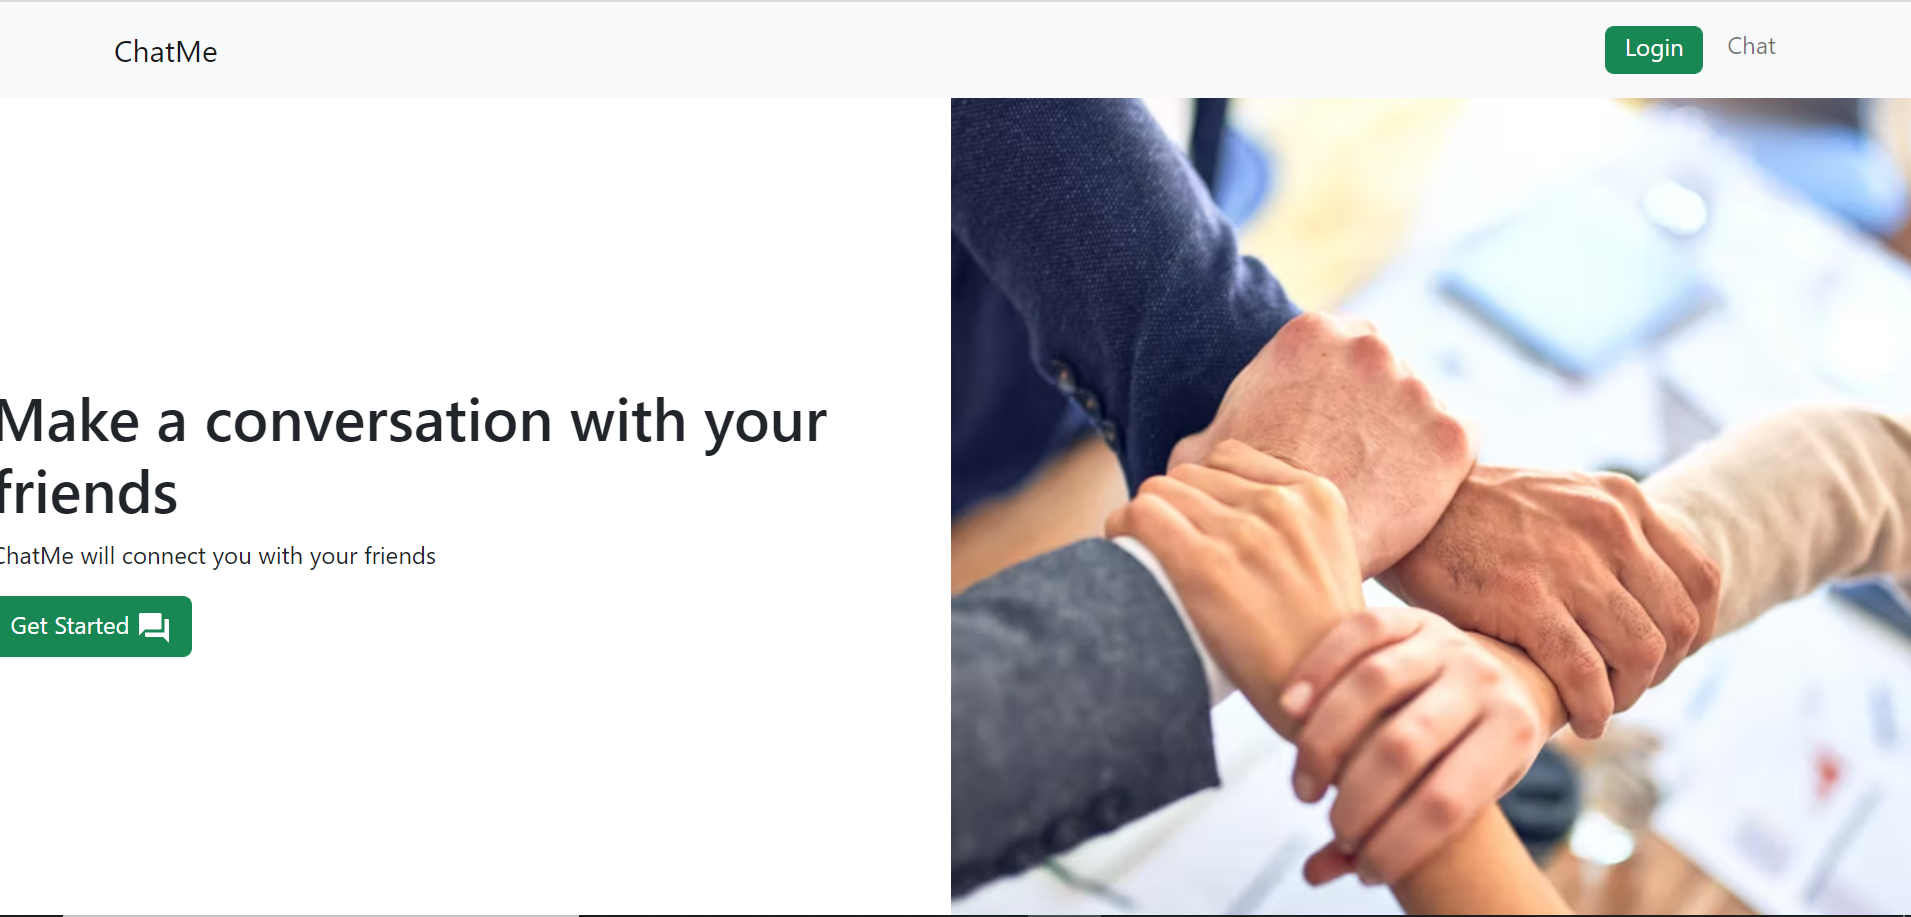 ChatMe
Login
Chat
Make a conversation with your
friends
ChatMe will connect you with your friends
Get Started